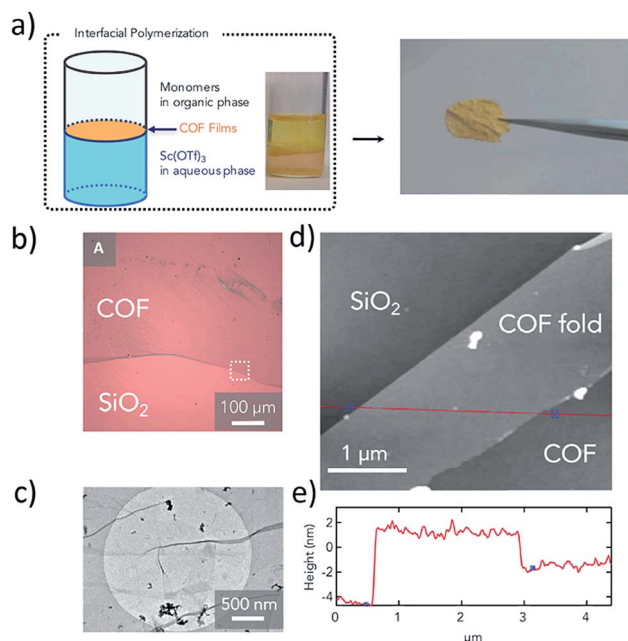 a)
Interfacial Polymerization
Monomers
in organic phase
COF Films
Sc(OTf)₃
in aqueous phase
b)
A
COF
SiO₂
100 µm
c)
500 nm
d)
SiO₂
COF fold
COF
1 µm
e)
Height (nm)
2
0
-2
-4
0
1
2
3
4
µm